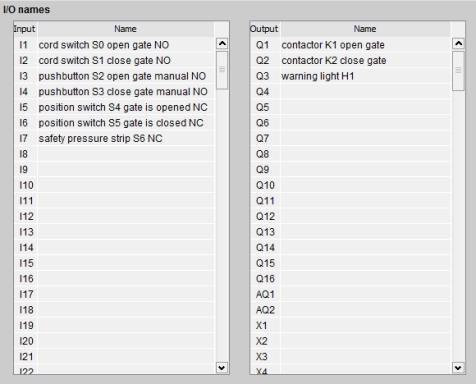 I/O names
Input Name
I1 cord switch S0 open gate NO
I2 cord switch S1 close gate NO
I3 pushbutton S2 open gate manual NO
I4 pushbutton S3 close gate manual NO
I5 position switch S4 gate is opened NC
I6 position switch S5 gate is closed NC
I7 safety pressure strip S6 NC
I8
I9
I10
I11
I12
I13
I14
I15
I16
I17
I18
I19
I20
I21
I22
Output Name
Q1 contactor K1 open gate
Q2 contactor K2 close gate
Q3 warning light H1
Q4
Q5
Q6
Q7
Q8
Q9
Q10
Q11
Q12
Q13
Q14
Q15
Q16
AQ1
AQ2
X1
X2
X3
X4